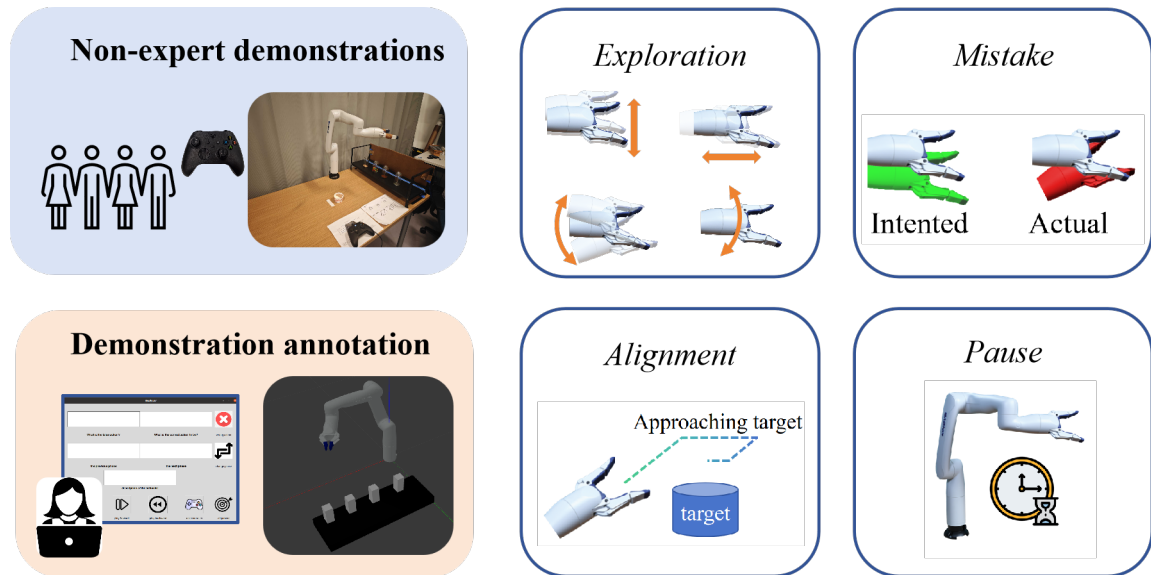 Non-expert demonstrations
Exploration
Mistake
Intented
Actual
Demonstration annotation
Alignment
Approaching target
target
Pause